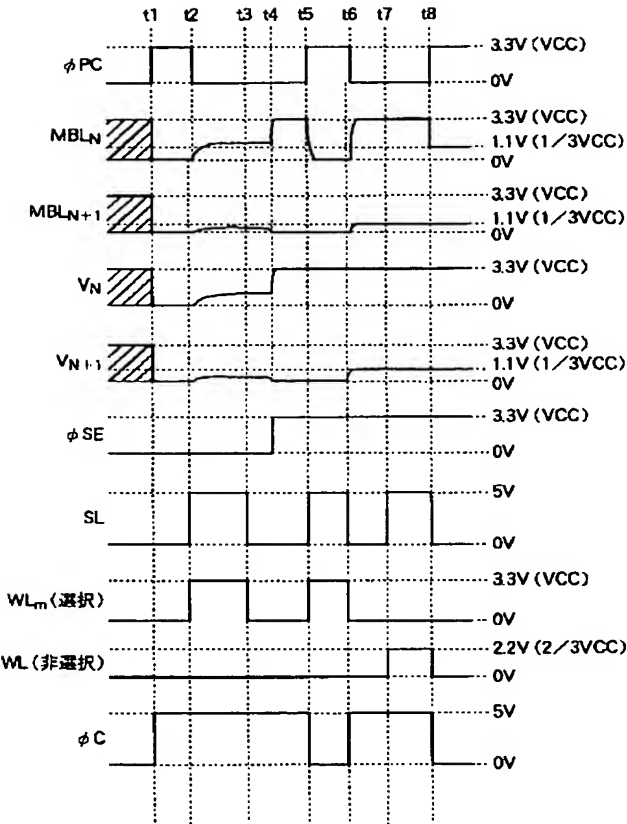 t1 t2 t3 t4 t5 t6 t7 t8
φPC
3.3V (VCC)
0V
MBLN
3.3V (VCC)
1.1V (1/3VCC)
0V
MBLN+1
3.3V (VCC)
1.1V (1/3VCC)
0V
VN
3.3V (VCC)
0V
VN+1
3.3V (VCC)
1.1V (1/3VCC)
0V
φSE
3.3V (VCC)
0V
SL
5V
0V
WLm (選択)
3.3V (VCC)
0V
WL (非選択)
2.2V (2/3VCC)
0V
φC
5V
0V